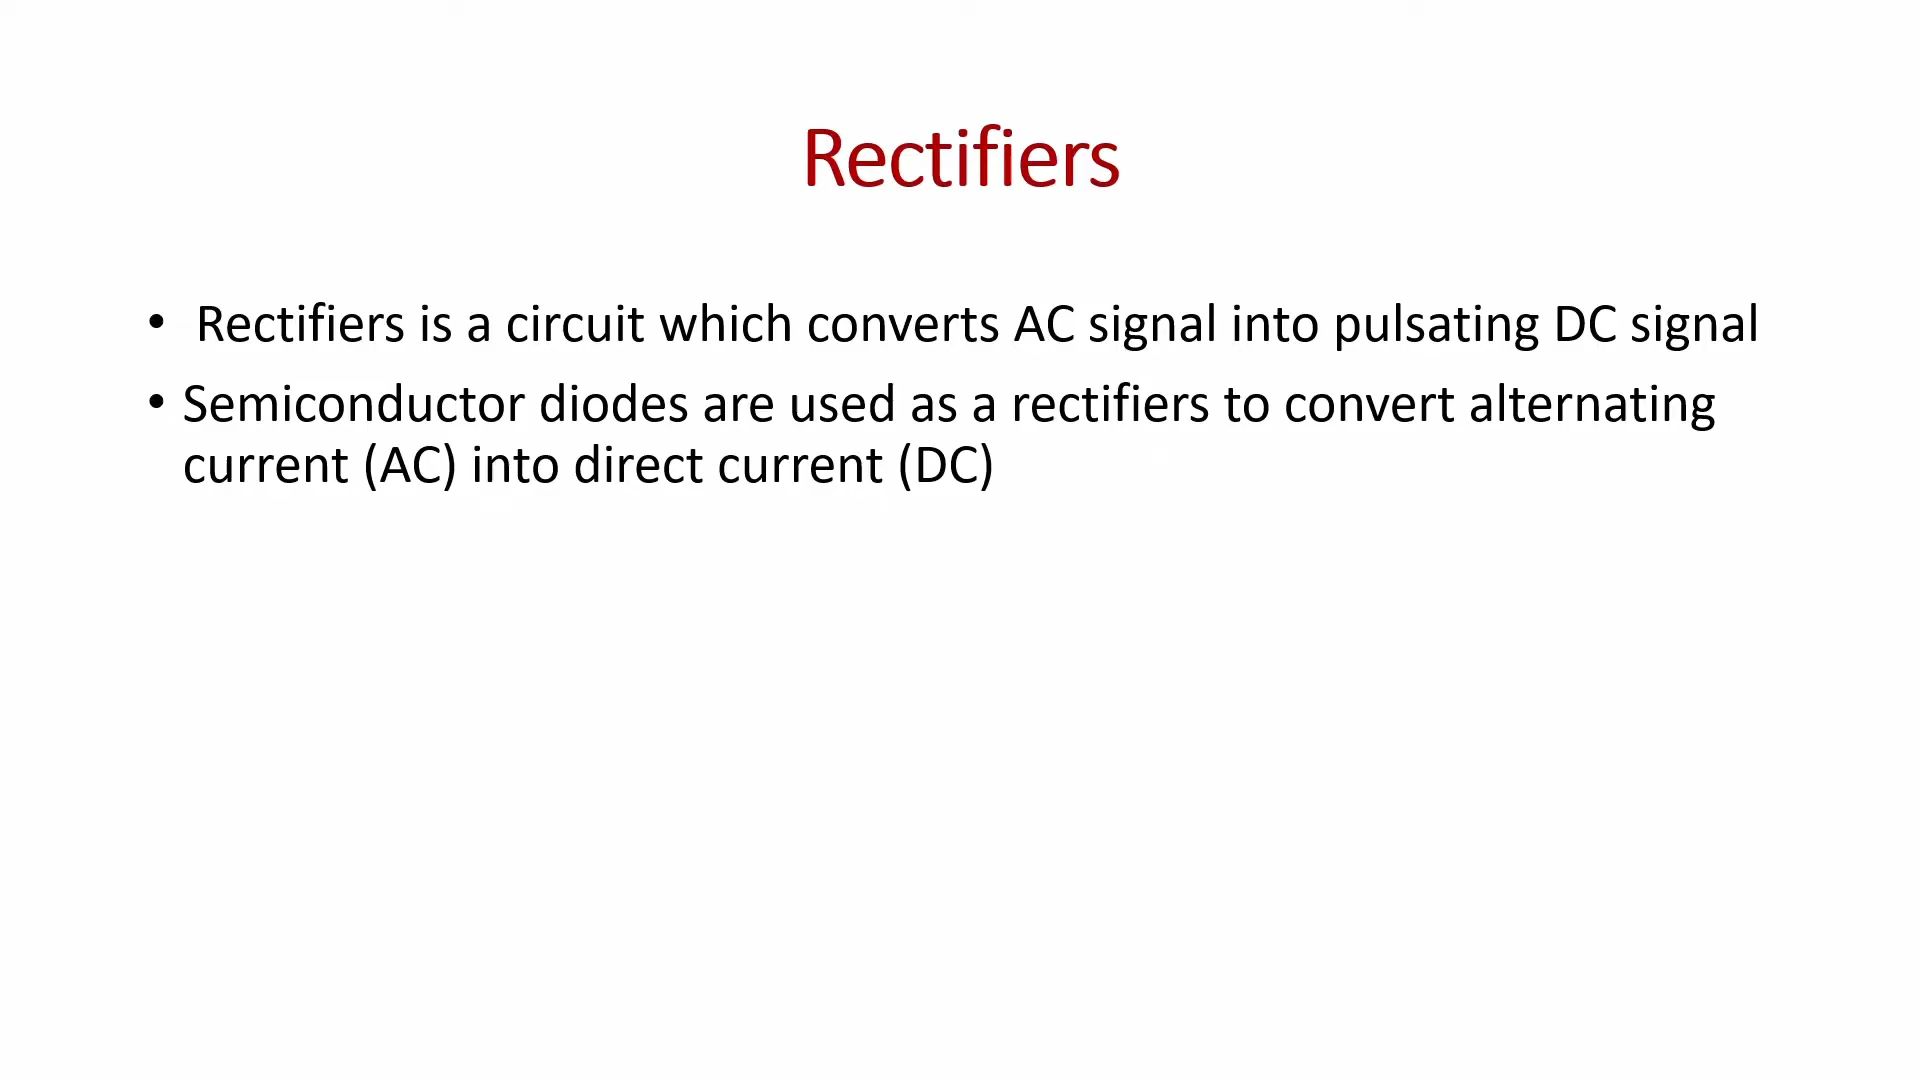 Rectifiers
• Rectifiers is a circuit which converts AC signal into pulsating DC signal
• Semiconductor diodes are used as a rectifiers to convert alternating
current (AC) into direct current (DC)